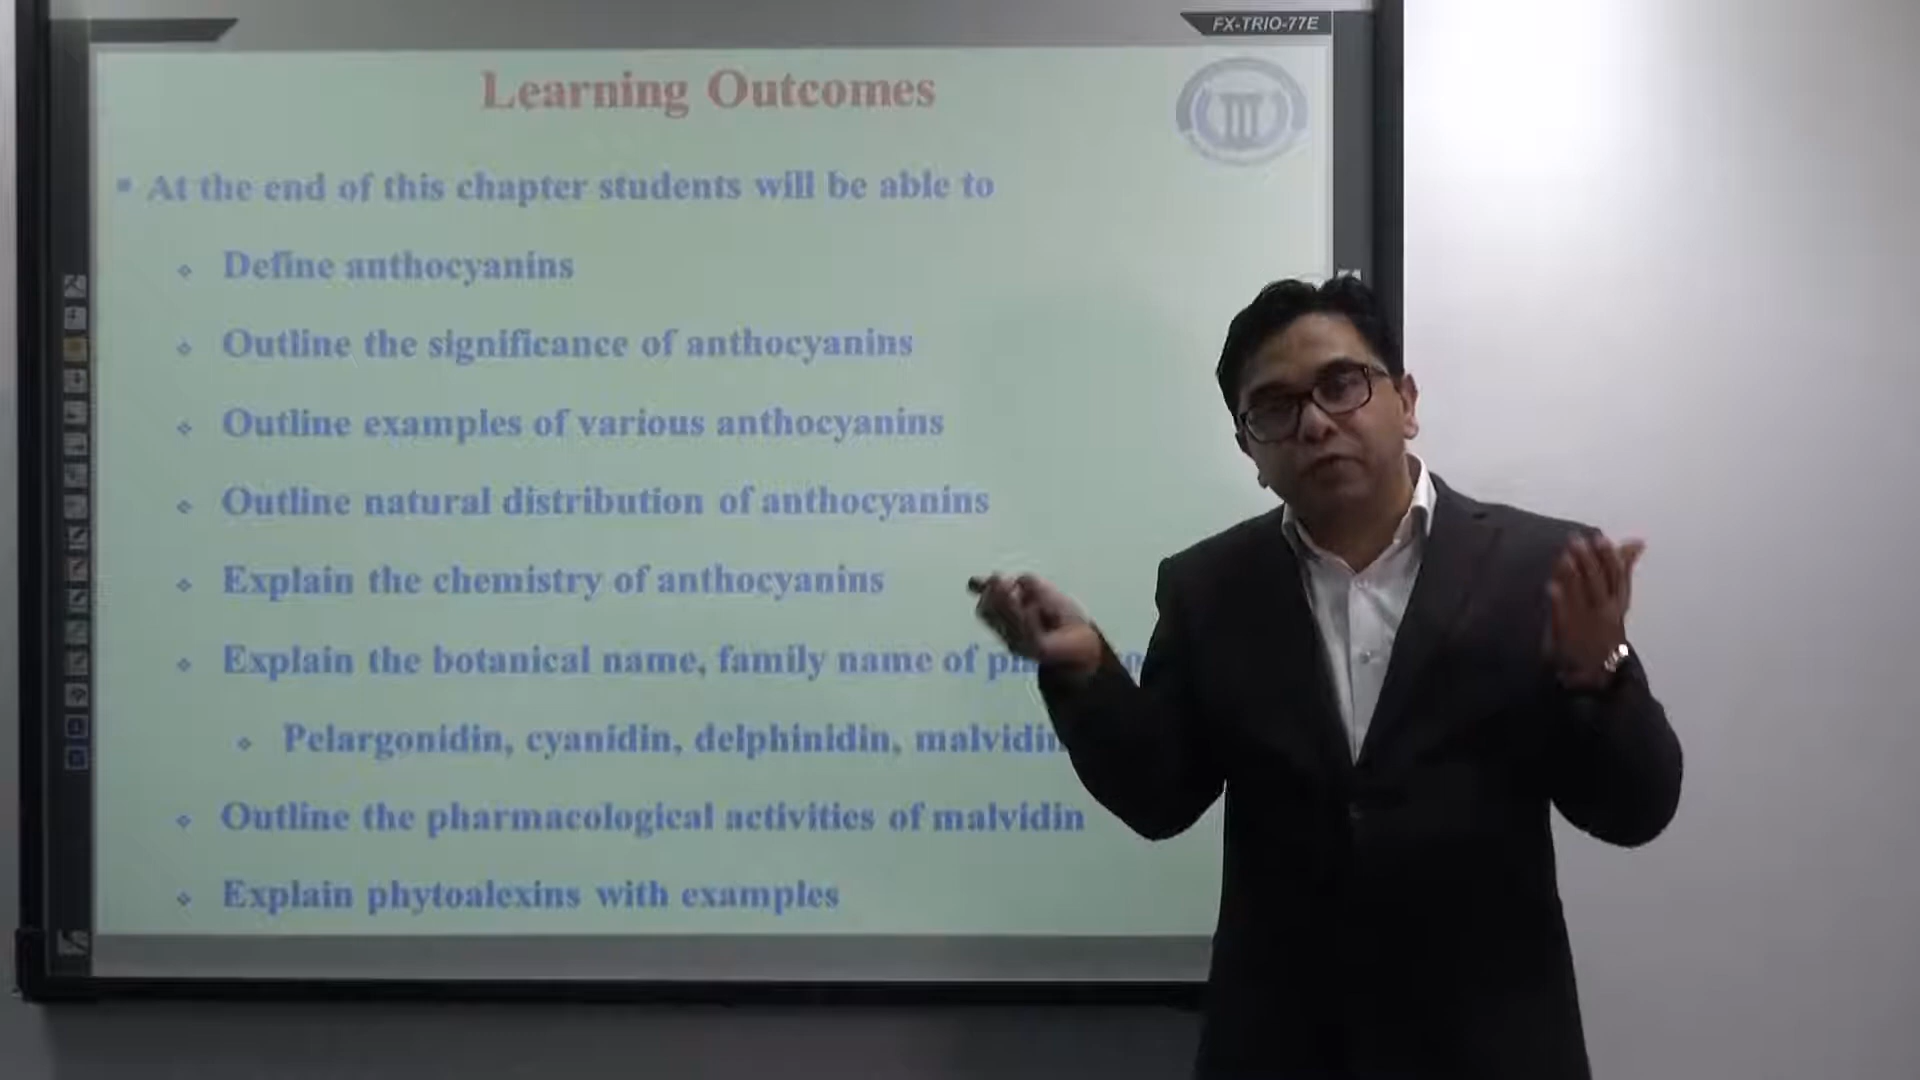 FX-TRIO-77E
Learning Outcomes
At the end of this chapter students will be able to
Define anthocyanins
Outline the significance of anthocyanins
Outline examples of various anthocyanins
Outline natural distribution of anthocyanins
Explain the chemistry of anthocyanins
Explain the botanical name, family name of
Pelargonidin, cyanidin, delphinidin, malvidin
Outline the pharmacological activities of malvidin
Explain phytoalexins with examples